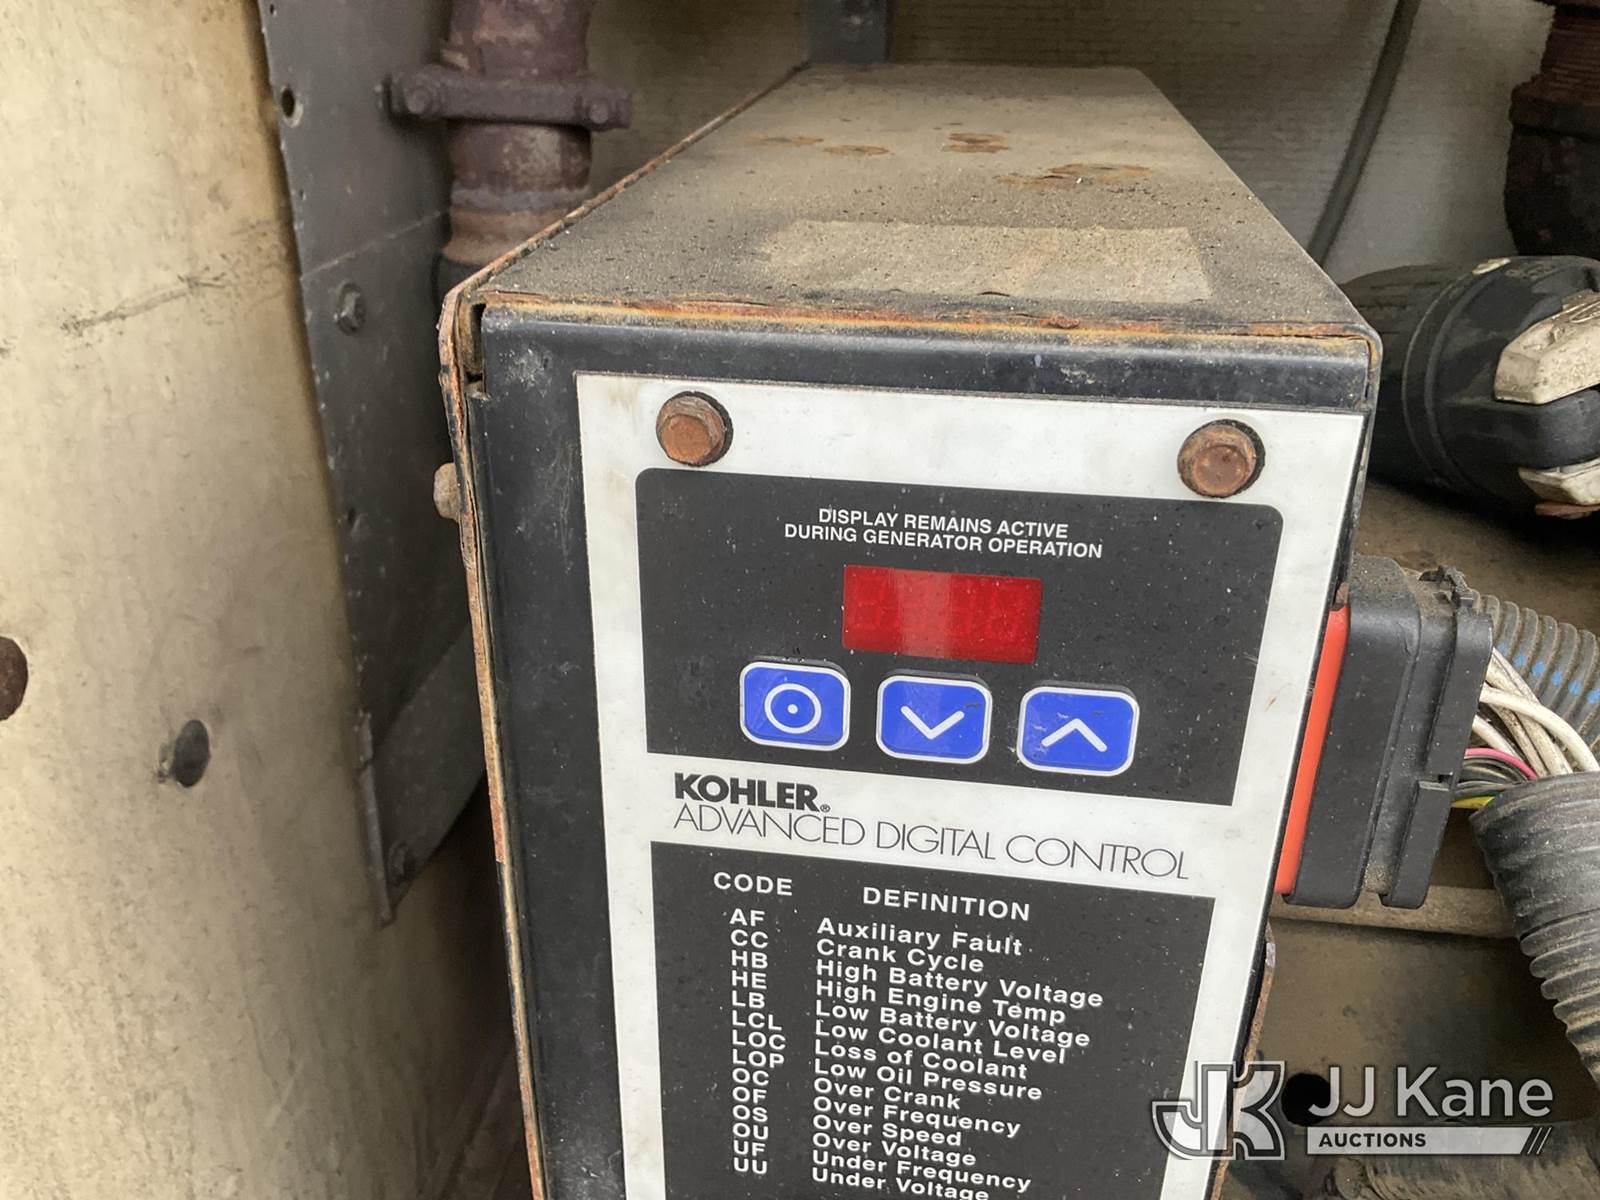 DISPLAY REMAINS ACTIVE
DURING GENERATOR OPERATION
KOHLER®
ADVANCED DIGITAL CONTROL
CODE DEFINITION
AF Auxiliary Fault
CC Crank Cycle
HB High Battery Voltage
HE High Engine Temp
LB Low Battery Voltage
LCL Low Coolant Level
LOC Loss of Coolant
LOP Low Oil Pressure
OC Over Crank
OF Over Frequency
OS Over Speed
OU Over Voltage
UF Under Frequency
UU Under Voltage
JK JJ Kane
AUCTIONS